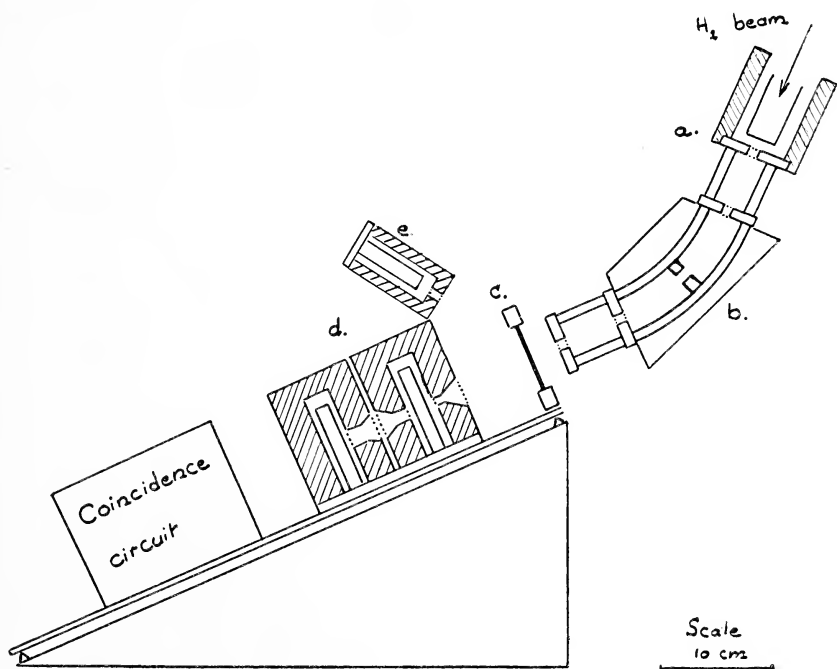 H₂ beam
a.
e.
c.
b.
d.
Coincidence
circuit
Scale
10 cm